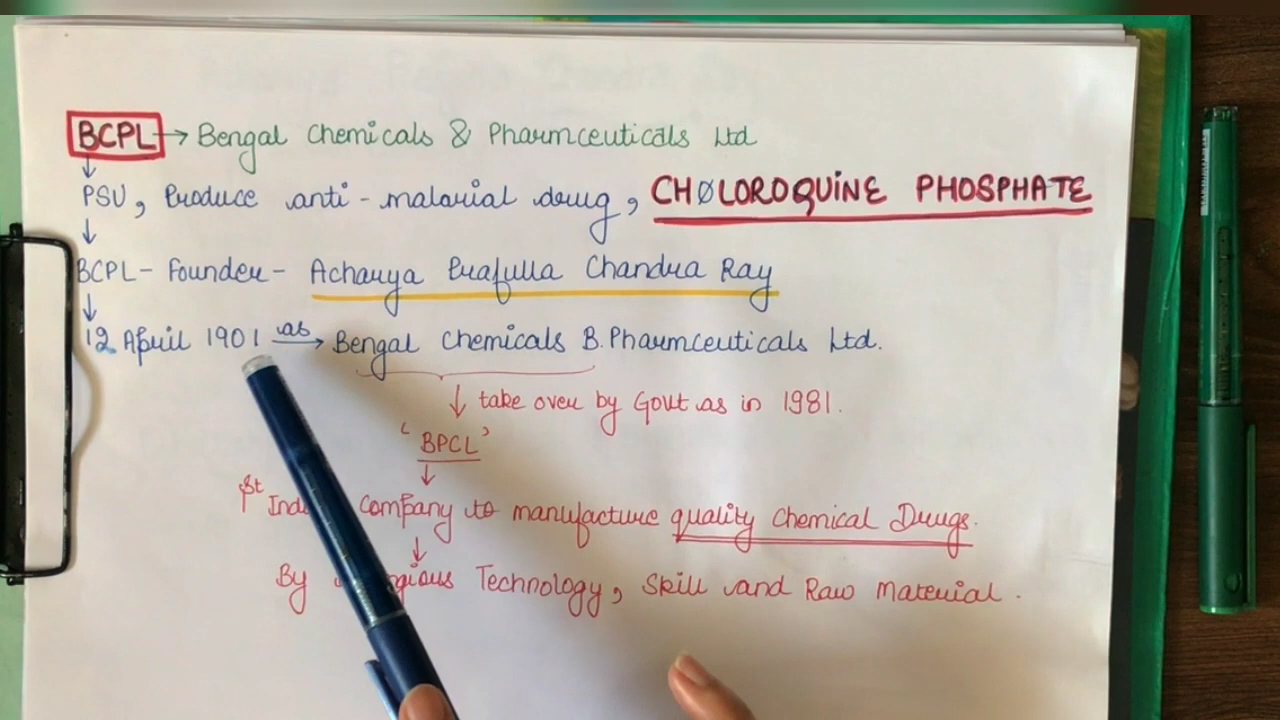 BCPL → Bengal Chemicals & Pharmceuticals Ltd
PSU, Produce anti-malarial drug, CHOLOROQUINE PHOSPHATE
BCPL - Founder - Acharya Prafulla Chandra Ray
12 April 1901 as → Bengal Chemicals B. Pharmceuticals Ltd.
↓ take over by Govt as in 1981.
'BPCL'
1st Company to manufacture quality Chemical Drugs.
By Technology, Skill and Raw Material.